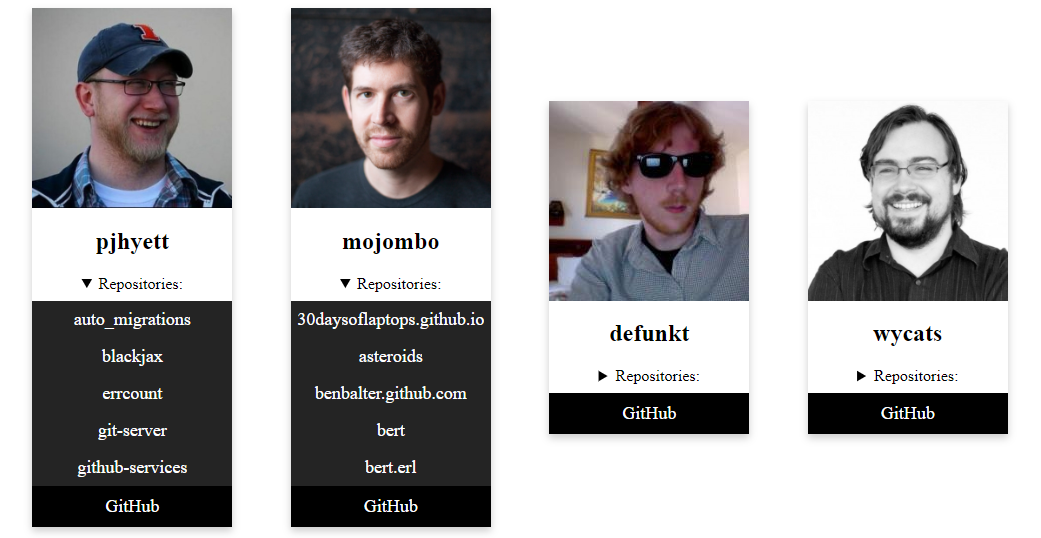 pjhyett
▼ Repositories:
auto_migrations
blackjax
errcount
git-server
github-services
GitHub
mojombo
▼ Repositories:
30daysoflaptops.github.io
asteroids
benbalter.github.com
bert
bert.erl
GitHub
defunkt
▶ Repositories:
GitHub
wycats
▶ Repositories:
GitHub